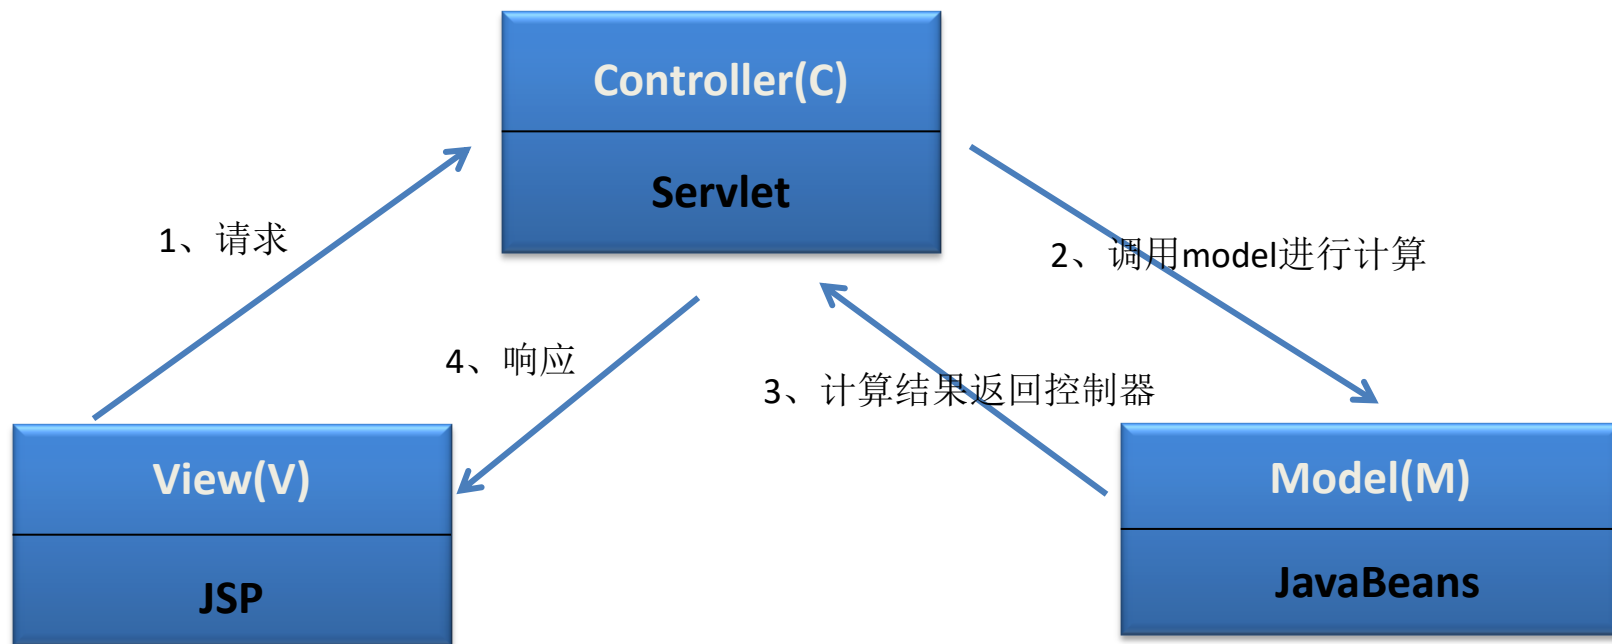 Controller(C)
Servlet
1、请求
2、调用model进行计算
4、响应
3、计算结果返回控制器
View(V)
JSP
Model(M)
JavaBeans